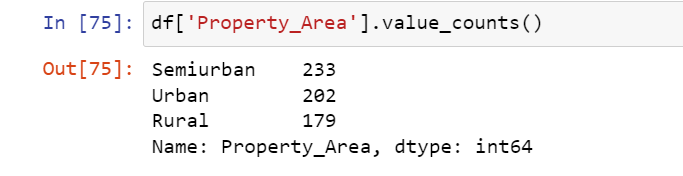 In [75]: df['Property_Area'].value_counts()
Out[75]: Semiurban    233
Urban        202
Rural        179
Name: Property_Area, dtype: int64